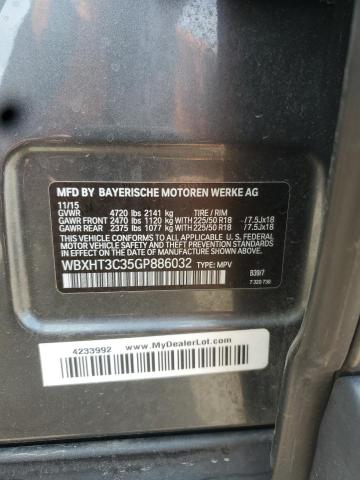 MFD BY BAYERISCHE MOTOREN WERKE AG
11/15
GVWR 4720 lbs 2141 kg TIRE / RIM
GAWR FRONT 2470 lbs 1120 kg WITH 225/50 R18 -/7.5Jx18
GAWR REAR 2375 lbs 1077 kg WITH 225/50 R18 -/7.5Jx18
THIS VEHICLE CONFORMS TO ALL APPLICABLE U. S. FEDERAL
MOTOR VEHICLE SAFETY, BUMPER, AND THEFT PREVENTION
STANDARDS IN EFFECT ON THE DATE OF MANUFACTURE SHOWN ABOVE.
WBXHT3C35GP886032 TYPE: MPV
B39/7
7 320 730
4233992 www.MyDealerLot.com